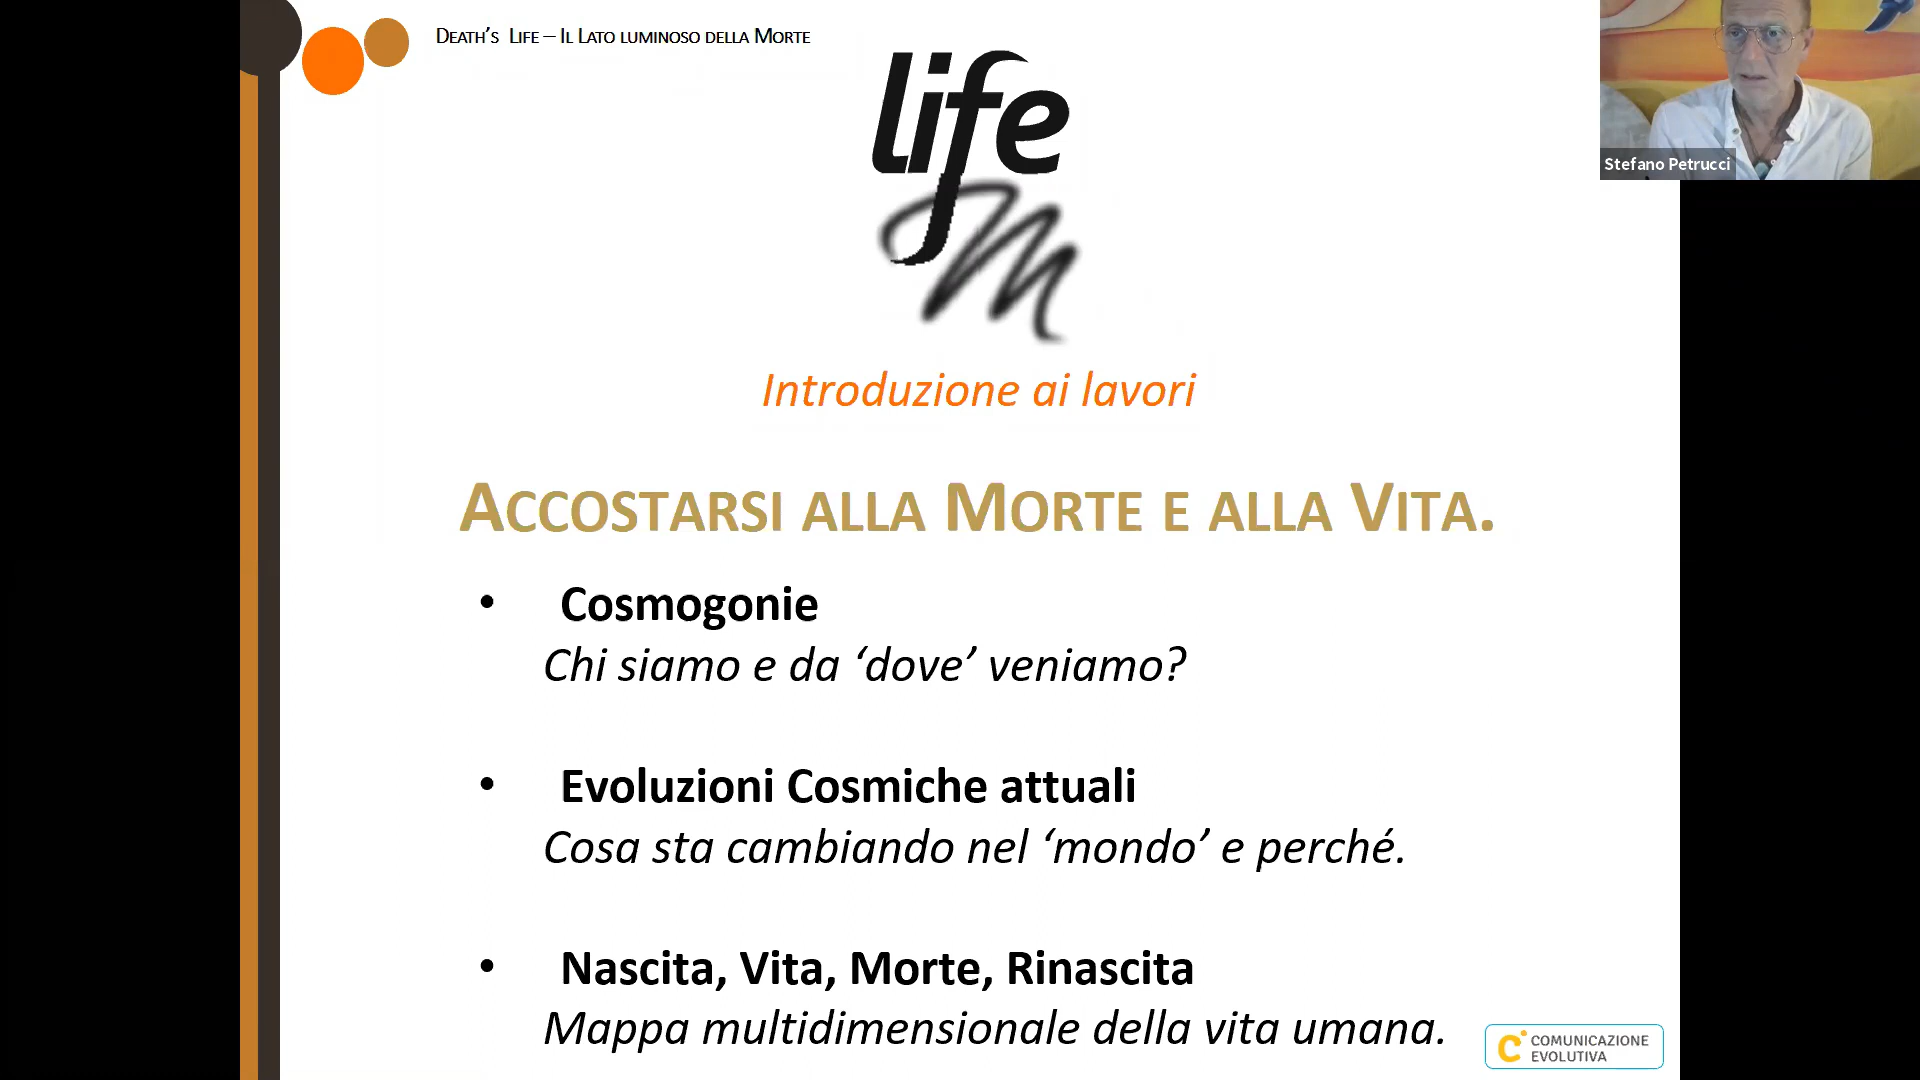 Death's Life – Il Lato luminoso della Morte
Stefano Petrucci
life
m
Introduzione ai lavori
Accostarsi alla Morte e alla Vita.
• Cosmogonie
Chi siamo e da ‘dove’ veniamo?
• Evoluzioni Cosmiche attuali
Cosa sta cambiando nel ‘mondo’ e perché.
• Nascita, Vita, Morte, Rinascita
Mappa multidimensionale della vita umana.
COMUNICAZIONE
EVOLUTIVA